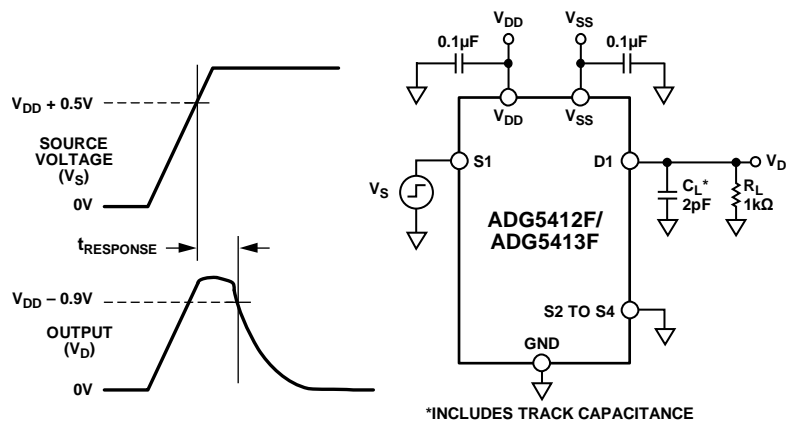 VDD + 0.5V
SOURCE
VOLTAGE
(VS)
0V
tRESPONSE
VDD – 0.9V
OUTPUT
(VD)
0V
VDD
VSS
0.1µF
0.1µF
VDD
VSS
S1
D1
VD
VS
CL*
2pF
RL
1kΩ
ADG5412F/
ADG5413F
S2 TO S4
GND
*INCLUDES TRACK CAPACITANCE